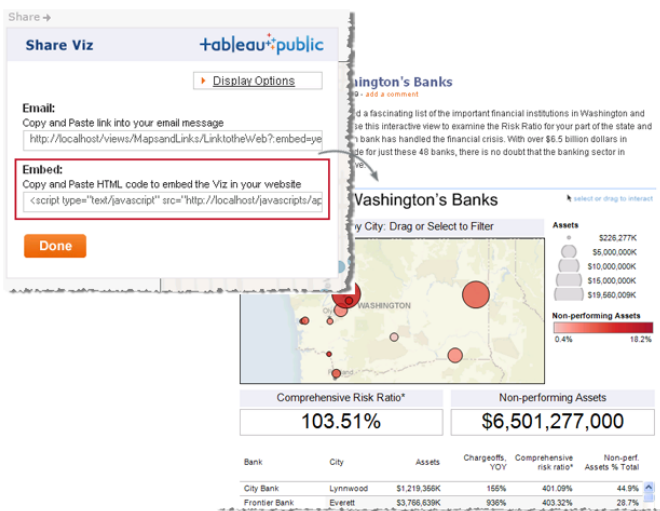 Share
Share Viz
+ableau public
Display Options
Email:
Copy and Paste link into your email message
http://localhost/views/MapsandLinks/LinktotheWeb?:embed=ye
Embed:
Copy and Paste HTML code to embed the Viz in your website
<script type="text/javascript" src="http://localhost/javascripts/ap
Done
ington's Banks
9 - add a comment
d a fascinating list of the important financial institutions in Washington and
se this interactive view to examine the Risk Ratio for your part of the state and
bank has handled the financial crisis. With over $6.5 billion dollars in
de for just these 48 banks, there is no doubt that the banking sector in
ve.
Washington's Banks
select or drag to interact
by City: Drag or Select to Filter
WASHINGTON
Assets
$226,277K
$5,000,000K
$10,000,000K
$15,000,000K
$19,560,009K
Non-performing Assets
0.4% 18.2%
Comprehensive Risk Ratio*
103.51%
Non-performing Assets
$6,501,277,000
Bank City Assets Chargeoffs, YOY Comprehensive risk ratio* Non-perf. Assets % Total
City Bank Lynnwood $1,219,366K 156% 401.09% 44.9%
Frontier Bank Everett $3,766,639K 936% 403.32% 28.7%